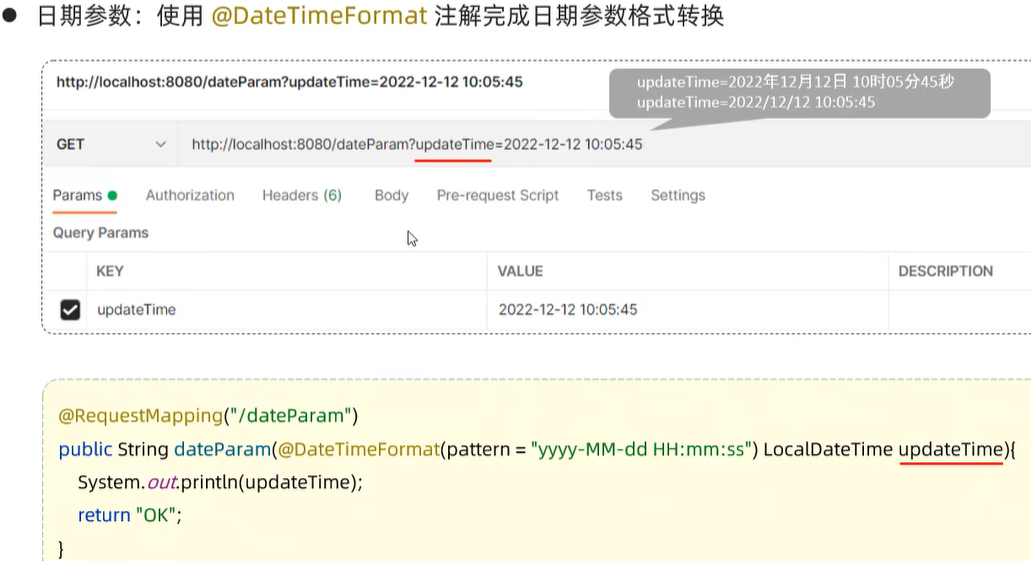 ● 日期参数：使用 @DateTimeFormat 注解完成日期参数格式转换
http://localhost:8080/dateParam?updateTime=2022-12-12 10:05:45
updateTime=2022年12月12日 10时05分45秒
updateTime=2022/12/12 10:05:45
GET http://localhost:8080/dateParam?updateTime=2022-12-12 10:05:45
Params Authorization Headers (6) Body Pre-request Script Tests Settings
Query Params
KEY VALUE DESCRIPTION
updateTime 2022-12-12 10:05:45
@RequestMapping("/dateParam")
public String dateParam(@DateTimeFormat(pattern = "yyyy-MM-dd HH:mm:ss") LocalDateTime updateTime){
System.out.println(updateTime);
return "OK";
}